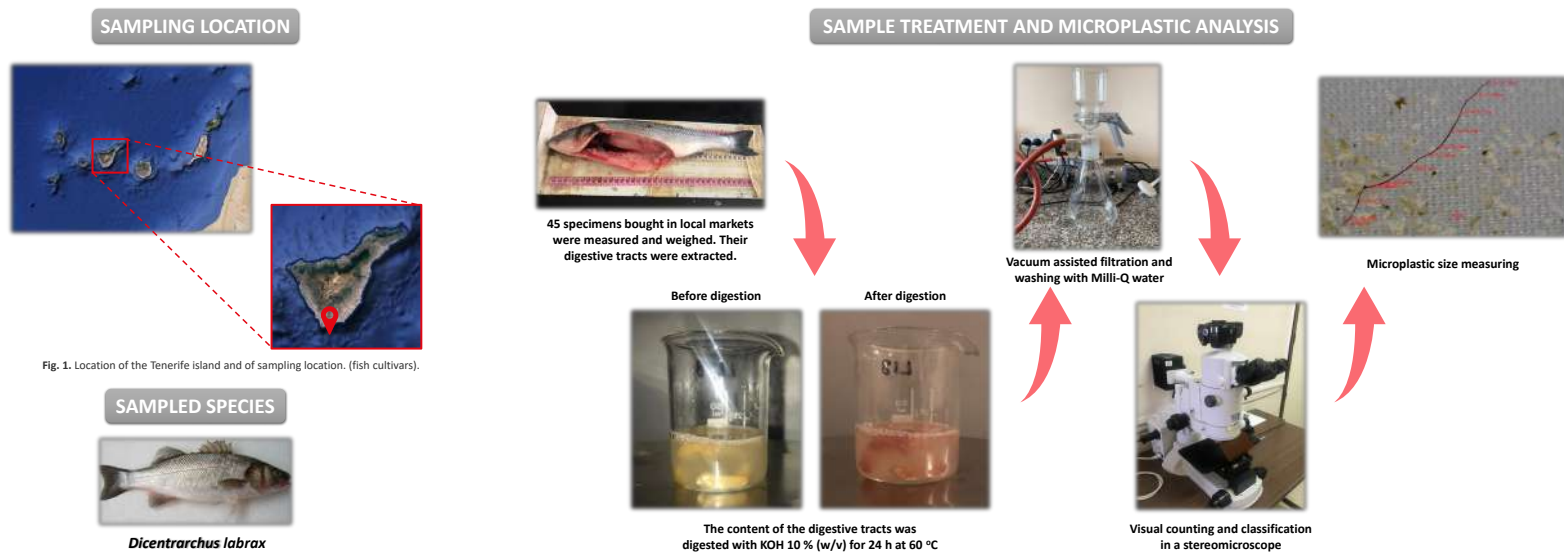 SAMPLING LOCATION
Fig. 1. Location of the Tenerife island and of sampling location. (fish cultivars).
SAMPLED SPECIES
Dicentrarchus labrax
SAMPLE TREATMENT AND MICROPLASTIC ANALYSIS
45 specimens bought in local markets
were measured and weighed. Their
digestive tracts were extracted.
Before digestion
After digestion
The content of the digestive tracts was
digested with KOH 10 % (w/v) for 24 h at 60 ºC
Vacuum assisted filtration and
washing with Milli-Q water
Visual counting and classification
in a stereomicroscope
Microplastic size measuring